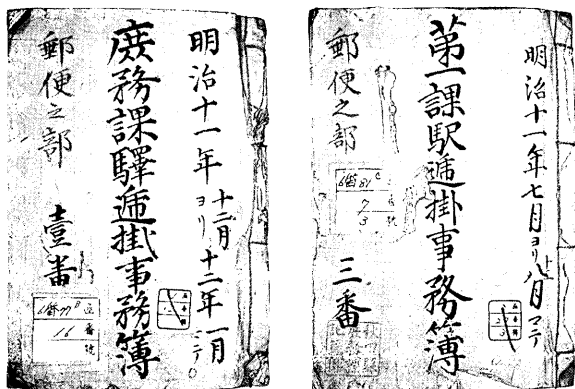 明治十一年七月ヨリ八月マテ
第一課駅逓掛事務簿
郵便之部
三番
明治十一年十二月ヨリ十二年一月マテ
庶務課驛逓掛事務簿
郵便之部
壹番
16